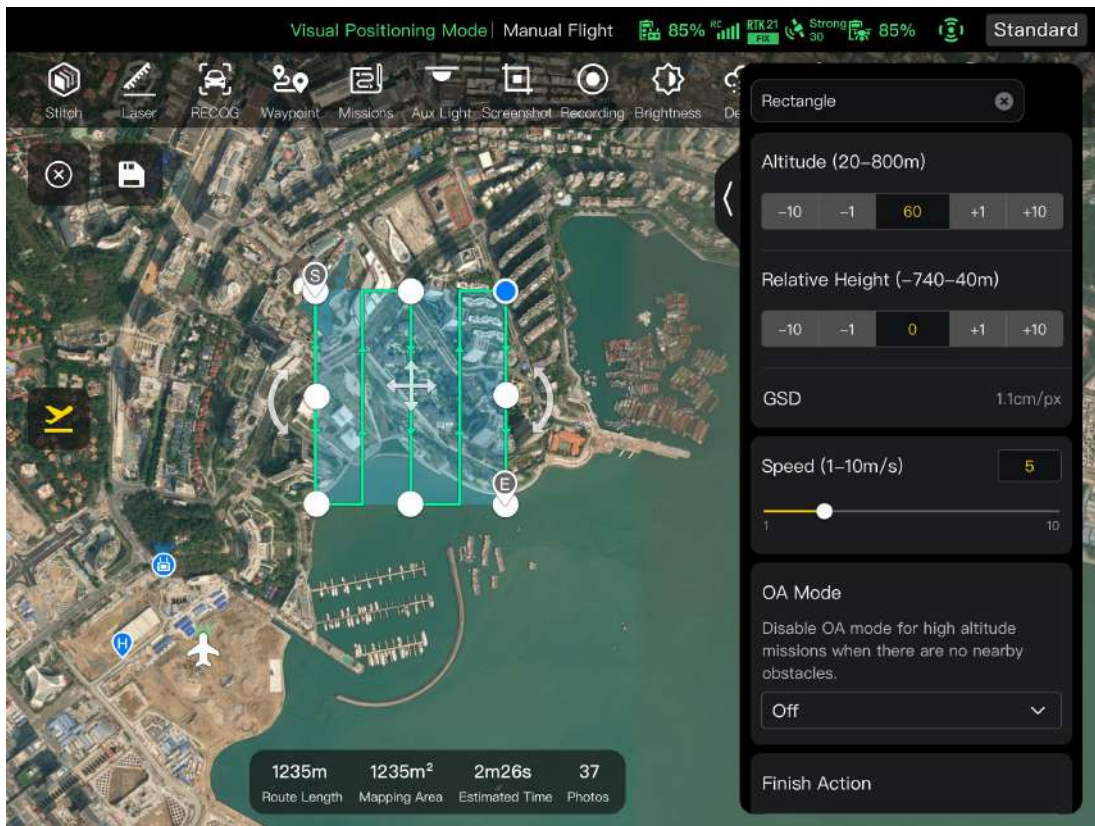 Visual Positioning Mode | Manual Flight 85% RC RTK 21 FIX Strong 30 85% Standard
Stitch Laser RECOG Waypoint Missions Aux Light Screenshot Recording Brightness De
Rectangle
Altitude (20–800m)
-10 -1 60 +1 +10
Relative Height (-740–40m)
-10 -1 0 +1 +10
GSD 1.1cm/px
Speed (1–10m/s) 5
1 10
OA Mode
Disable OA mode for high altitude
missions when there are no nearby
obstacles.
Off
Finish Action
S
E
H
1235m 1235m² 2m26s 37
Route Length Mapping Area Estimated Time Photos